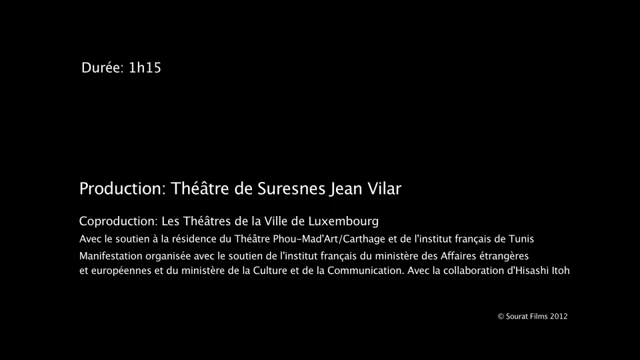 Durée: 1h15
Production: Théâtre de Suresnes Jean Vilar
Coproduction: Les Théâtres de la Ville de Luxembourg
Avec le soutien à la résidence du Théâtre Phou-Mad'Art/Carthage et de l'institut français de Tunis
Manifestation organisée avec le soutien de l'institut français du ministère des Affaires étrangères
et européennes et du ministère de la Culture et de la Communication. Avec la collaboration d'Hisashi Itoh
© Sourat Films 2012